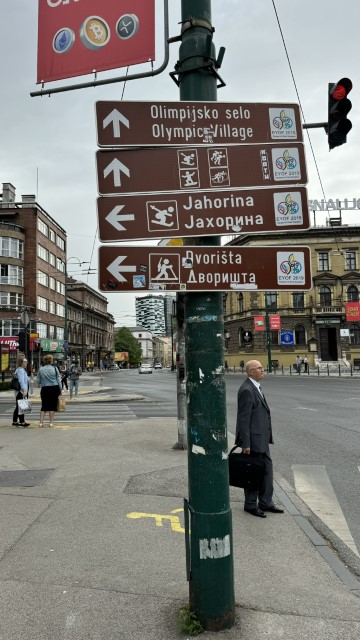 Olimpijsko selo
Olympic Village
EYOF 2019
EYOF 2019
Jahorina
Јахорина
EYOF 2019
Dvorišta
Дворишта
EYOF 2019